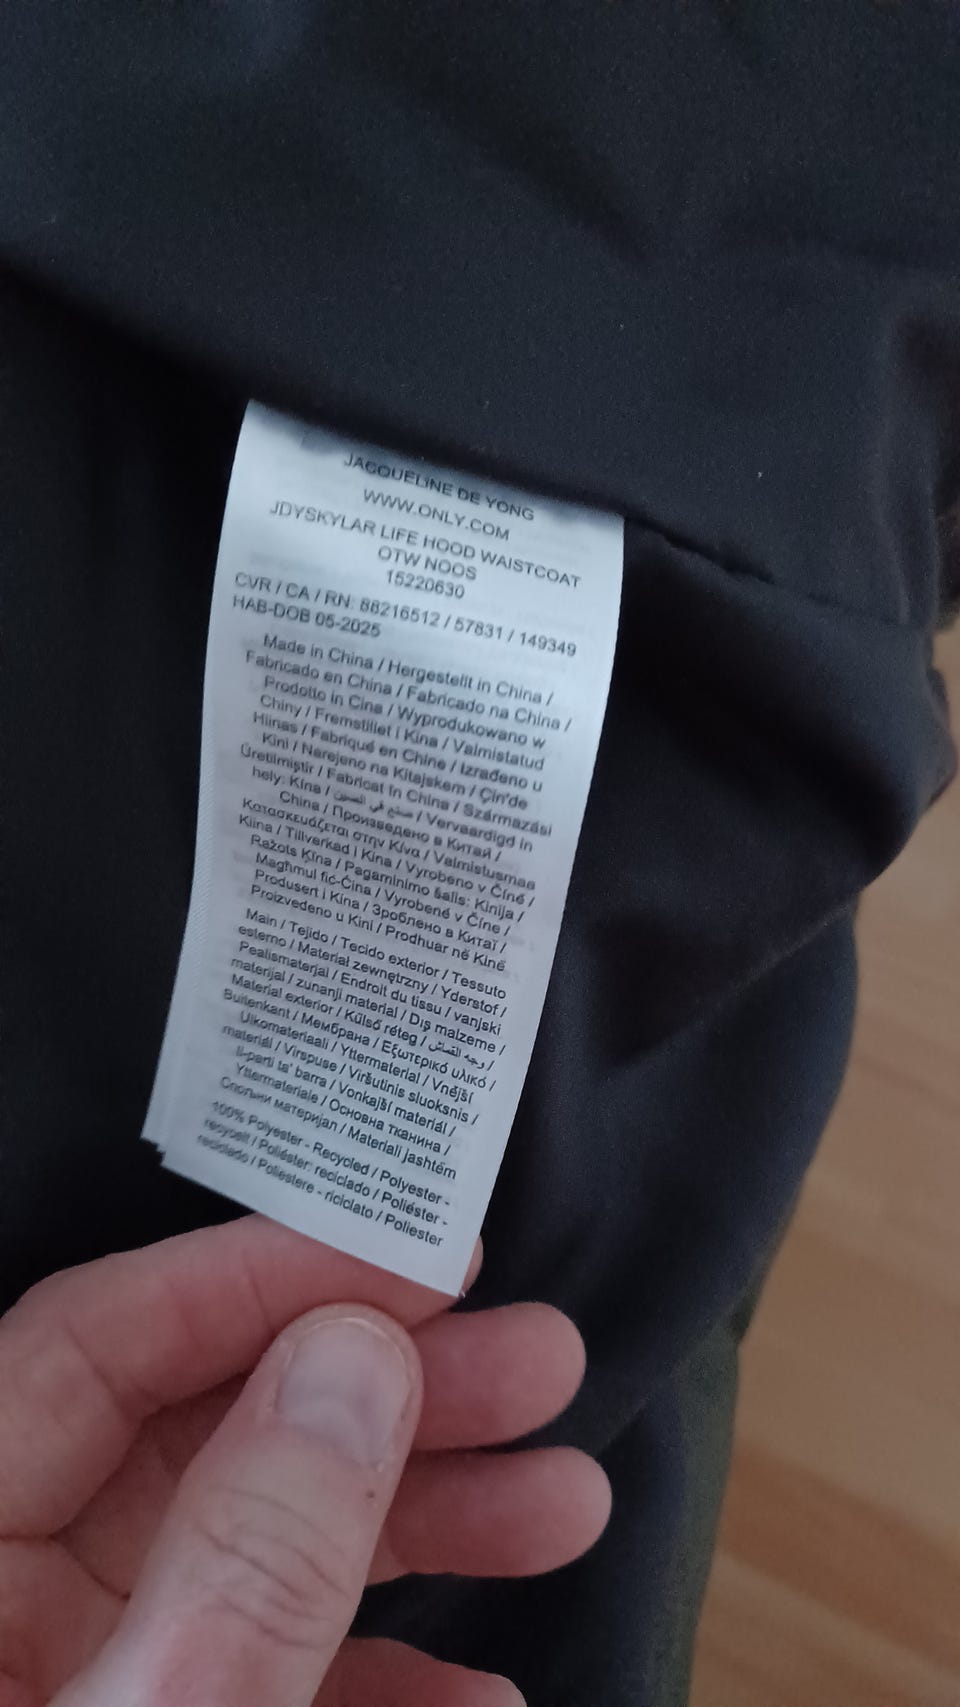 JACQUELINE DE YONG
WWW.ONLY.COM
JDYSKYLAR LIFE HOOD WAISTCOAT
OTW NOOS
15220630
CVR / CA / RN: 88216512 / 57831 / 149349
HAB-DOB 05-2025
Made in China / Hergestellt in China /
Fabricado en China / Fabricado na China /
Prodotto in Cina / Wyprodukowano w
Chiny / Fremstillet i Kina / Valmistatud
Hiinas / Fabriqué en Chine / Izrađeno u
Kini / Narejeno na Kitajskem / Çin'de
Üretilmiştir / Fabricat în China / Származási
hely: Kína / صنع في الصين / Vervaardigd in
China / Произведено в Китай /
Κατασκευάζεται στην Κίνα / Valmistusmaa
Kiina / Tillverkad i Kina / Vyrobeno v Číně /
Ražots Ķīna / Pagaminimo šalis: Kinija /
Magħmul fiċ-Ċina / Vyrobené v Číne /
Produsert i Kina / Зроблено в Китаї /
Proizvedeno u Kini / Prodhuar në Kinë
Main / Tejido / Tecido exterior / Tessuto
esterno / Materiał zewnętrzny / Yderstof /
Pealismaterjal / Endroit du tissu / vanjski
materijal / zunanji material / Dış malzeme /
Material exterior / Külső réteg / وجه القماش /
Buitenkant / Мембрана / Εξωτερικό υλικό /
Ulkomateriaali / Yttermaterial / Vnější
materiál / Virspuse / Viršutinis sluoksnis /
Il-parti ta' barra / Vonkajší materiál /
Yttermateriale / Основна тканина /
Спољни материјал / Materiali jashtëm
100% Polyester - Recycled / Polyester -
recycelt / Poliéster: reciclado / Poliéster -
reciclado / Poliestere - riciclato / Poliester